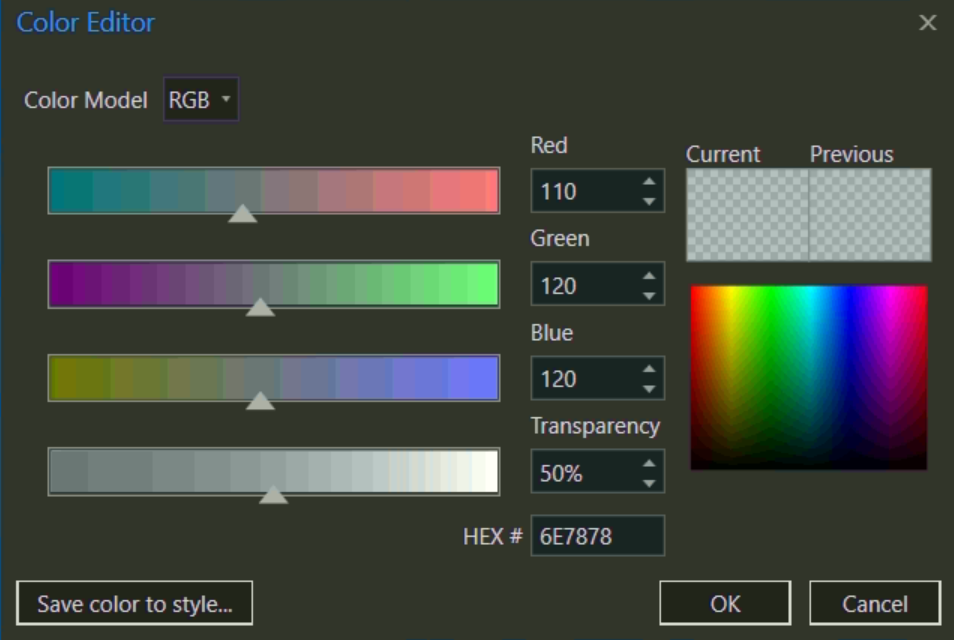 Color Editor
Color Model RGB
Red
110
Current Previous
Green
120
Blue
120
Transparency
50%
HEX # 6E7878
Save color to style...
OK
Cancel